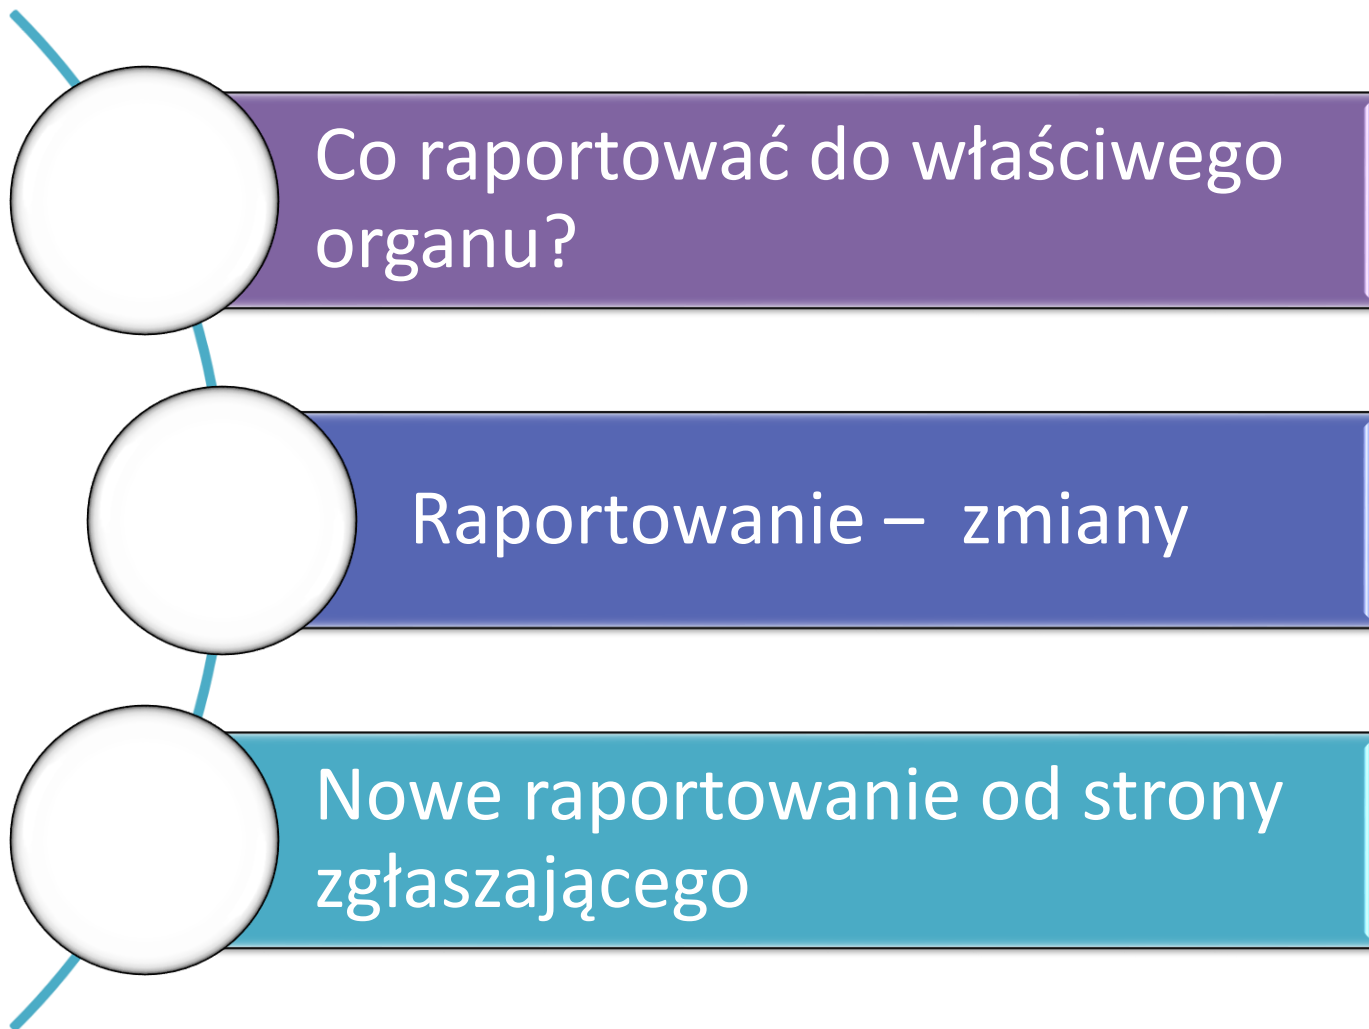 Co raportować do właściwego
organu?
Raportowanie – zmiany
Nowe raportowanie od strony
zgłaszającego